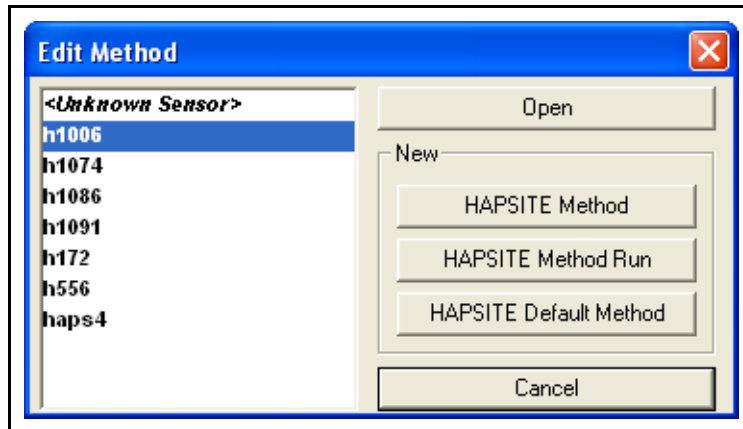 Edit Method
<Unknown Sensor>
h1006
h1074
h1086
h1091
h172
h556
haps4
Open
New
HAPSITE Method
HAPSITE Method Run
HAPSITE Default Method
Cancel